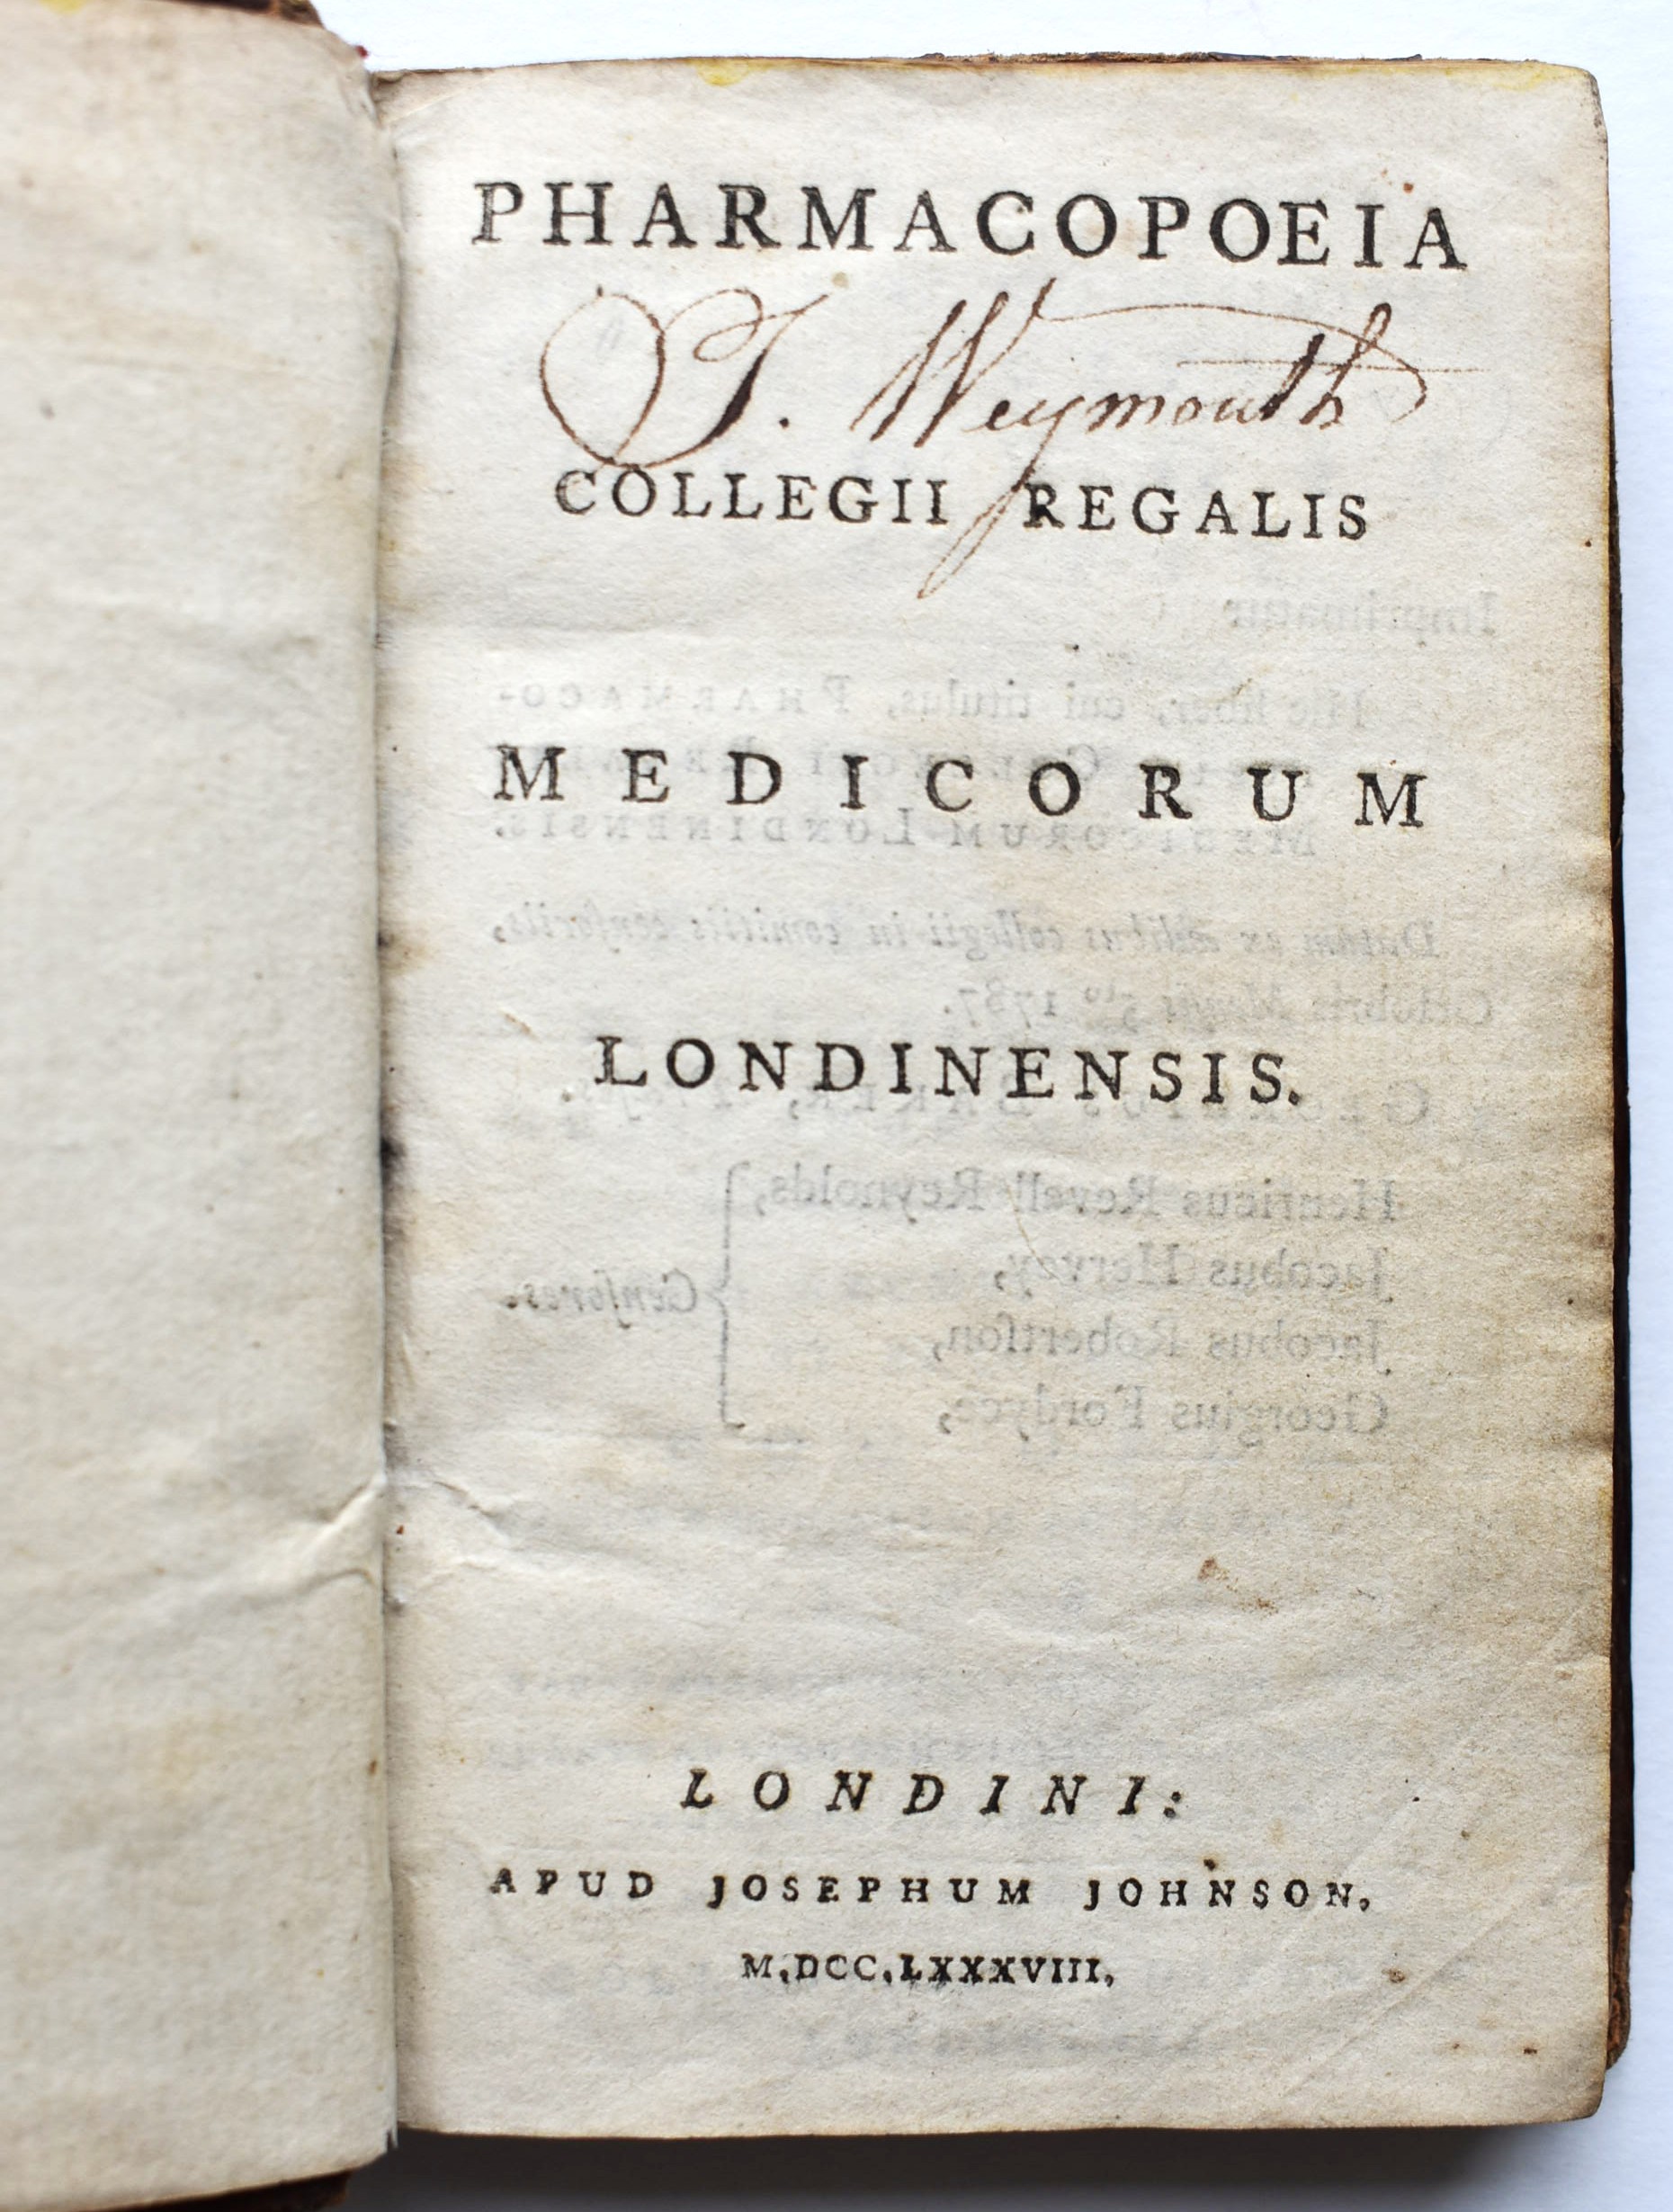 PHARMACOPOEIA
Weymouth
COLLEGII REGALIS
MEDICORUM
LONDINENSIS.
LONDINI:
APUD JOSEPHUM JOHNSON.
M.DCC.LXXXVIII.